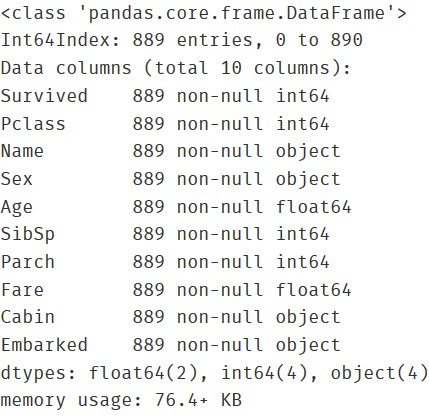 <class 'pandas.core.frame.DataFrame'>
Int64Index: 889 entries, 0 to 890
Data columns (total 10 columns):
Survived    889 non-null int64
Pclass      889 non-null int64
Name        889 non-null object
Sex         889 non-null object
Age         889 non-null float64
SibSp       889 non-null int64
Parch       889 non-null int64
Fare        889 non-null float64
Cabin       889 non-null object
Embarked    889 non-null object
dtypes: float64(2), int64(4), object(4)
memory usage: 76.4+ KB